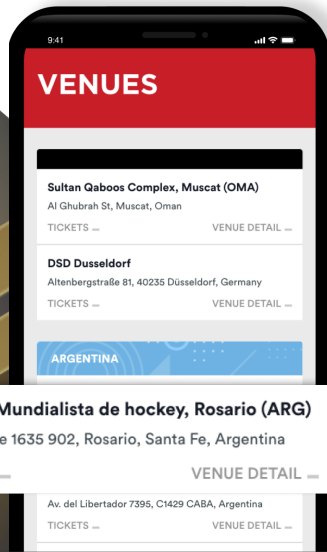 9:41
VENUES
Sultan Qaboos Complex, Muscat (OMA)
Al Ghubrah St, Muscat, Oman
TICKETS VENUE DETAIL
DSD Dusseldorf
Altenbergstraße 81, 40235 Düsseldorf, Germany
TICKETS VENUE DETAIL
ARGENTINA
Mundialista de hockey, Rosario (ARG)
e 1635 902, Rosario, Santa Fe, Argentina
VENUE DETAIL
Av. del Libertador 7395, C1429 CABA, Argentina
TICKETS VENUE DETAIL